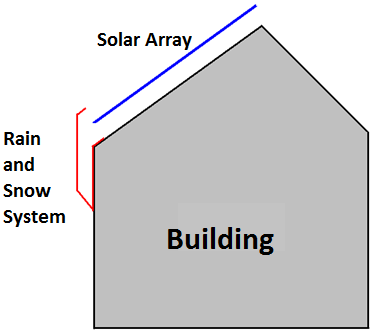 Solar Array
Rain
and
Snow
System
Building